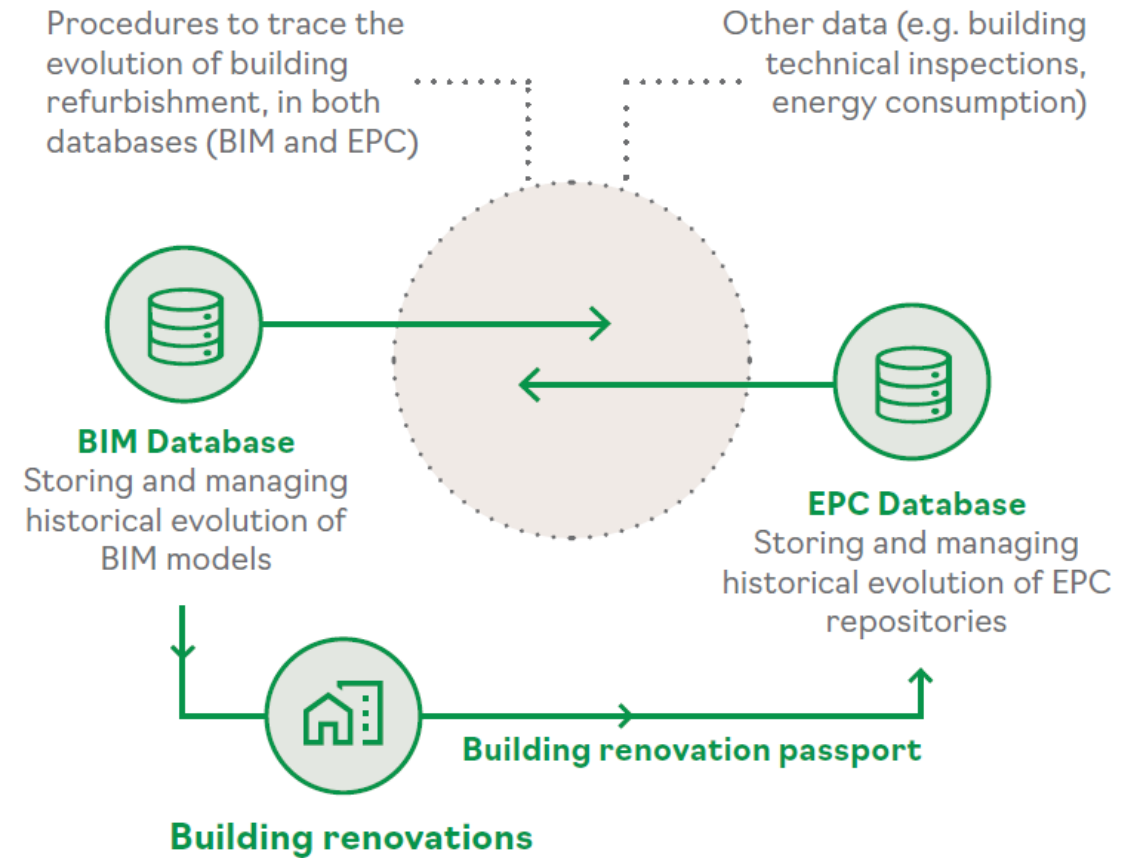 Procedures to trace the
evolution of building
refurbishment, in both
databases (BIM and EPC)
Other data (e.g. building
technical inspections,
energy consumption)
BIM Database
Storing and managing
historical evolution of
BIM models
EPC Database
Storing and managing
historical evolution of EPC
repositories
Building renovation passport
Building renovations